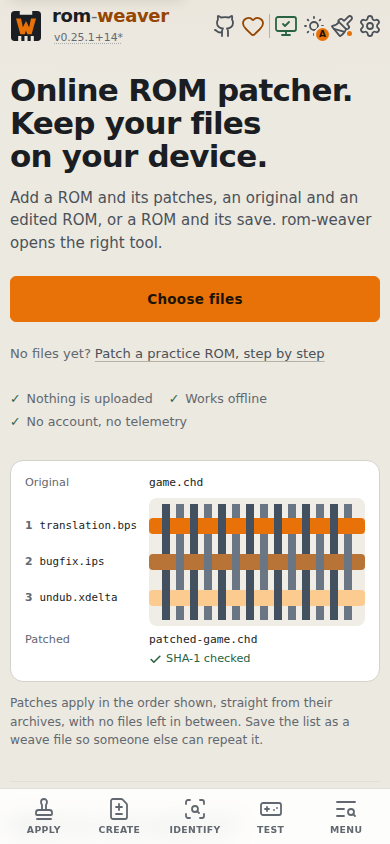 rom-weaver
v0.25.1+14*
A
Online ROM patcher.
Keep your files
on your device.
Add a ROM and its patches, an original and an
edited ROM, or a ROM and its save. rom-weaver
opens the right tool.
Choose files
No files yet? Patch a practice ROM, step by step
✓ Nothing is uploaded ✓ Works offline
✓ No account, no telemetry
Original game.chd
1 translation.bps
2 bugfix.ips
3 undub.xdelta
Patched patched-game.chd
✓ SHA-1 checked
Patches apply in the order shown, straight from their
archives, with no files left in between. Save the list as a
weave file so someone else can repeat it.
APPLY CREATE IDENTIFY TEST MENU